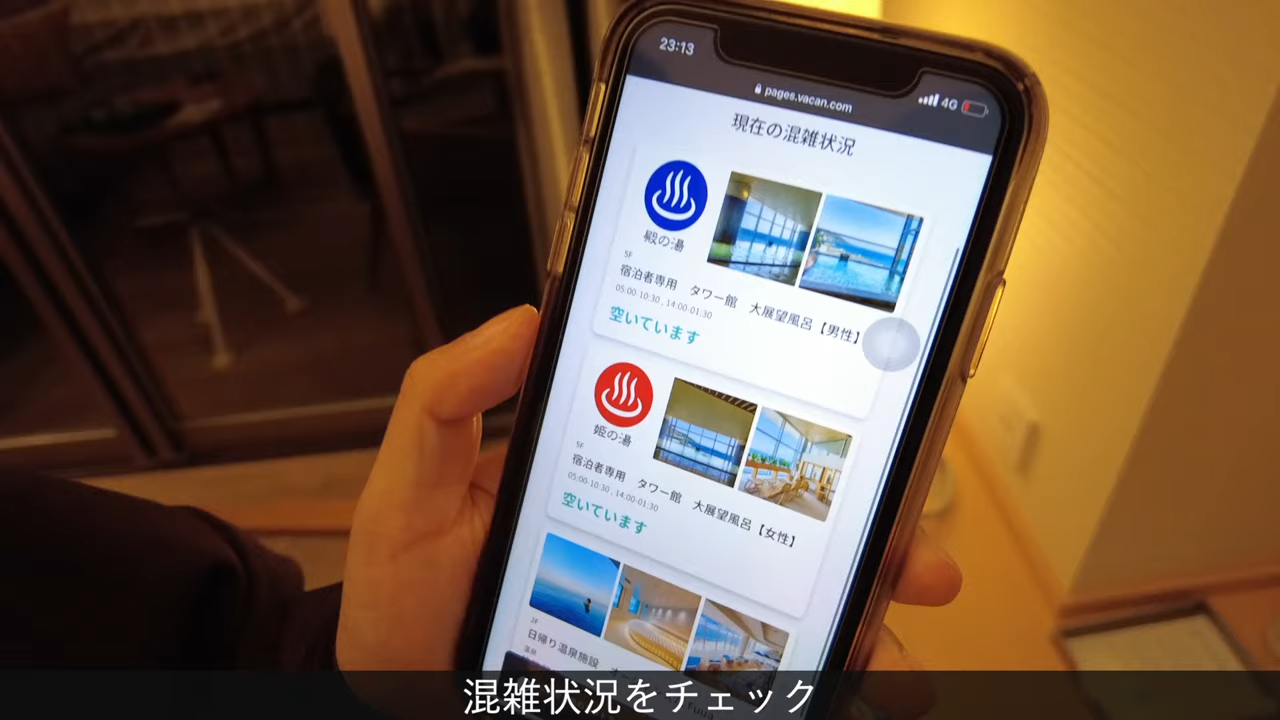 23:13
pages.vacan.com
4G
現在の混雑状況
殿の湯
5F
宿泊者専用 タワー館 大展望風呂【男性】
05:00-10:30 , 14:00-01:30
空いています
姫の湯
5F
宿泊者専用 タワー館 大展望風呂【女性】
05:00-10:30 , 14:00-01:30
空いています
2F
日帰り温泉施設
混雑状況をチェック